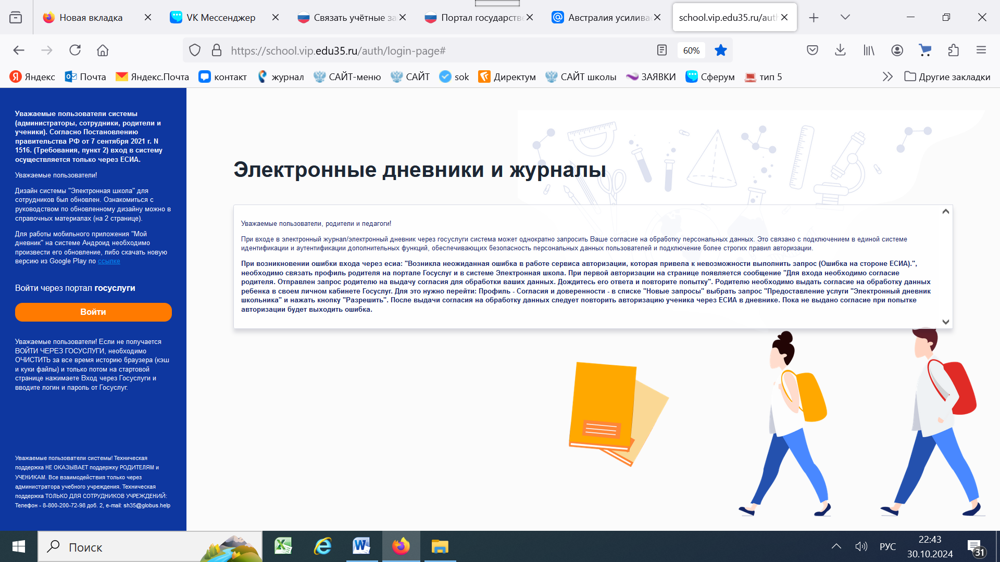 Новая вкладка
VK Мессенджер
Связать учётные за
Портал государстве
Австралия усилива
school.vip.edu35.ru/aut
https://school.vip.edu35.ru/auth/login-page#
60%
Яндекс
Почта
Яндекс.Почта
контакт
журнал
САЙТ-меню
САЙТ
sok
Директум
САЙТ школы
ЗАЯВКИ
Сферум
тип 5
Другие закладки
Уважаемые пользователи системы
(администраторы, сотрудники, родители и
ученики). Согласно Постановлению
правительства РФ от 7 сентября 2021 г. N
1516. (Требования, пункт 2) вход в систему
осуществляется только через ЕСИА.
Уважаемые пользователи!
Дизайн системы "Электронная школа" для
сотрудников был обновлен. Ознакомиться с
руководством по обновленному дизайну можно в
справочных материалах (на 2 странице).
Для работы мобильного приложения "Мой
дневник" на системе Андроид необходимо
произвести его обновление, либо скачать новую
версию из Google Play по ссылке
Войти через портал госуслуги
Войти
Уважаемые пользователи! Если не получается
ВОЙТИ ЧЕРЕЗ ГОСУСЛУГИ, необходимо
ОЧИСТИТЬ за все время историю браузера (кэш
и куки файлы) и только потом на стартовой
странице нажимаете Вход через Госуслуги и
вводите логин и пароль от Госуслуг.
Уважаемые пользователи системы! Техническая
поддержка НЕ ОКАЗЫВАЕТ поддержку РОДИТЕЛЯМ и
УЧЕНИКАМ. Все взаимодействия только через
администратора учебного учреждения. Техническая
поддержка ТОЛЬКО ДЛЯ СОТРУДНИКОВ УЧРЕЖДЕНИЙ:
Телефон - 8-800-200-72-98 доб. 2, e-mail: sh35@globus.help
Электронные дневники и журналы
Уважаемые пользователи, родители и педагоги!
При входе в электронный журнал/электронный дневник через госуслуги система может однократно запросить Ваше согласие на обработку персональных данных. Это связано с подключением в единой системе
идентификации и аутентификации дополнительных функций, обеспечивающих безопасность персональных данных пользователей и подключение более строгих правил авторизации.
При возникновении ошибки входа через есиа: "Возникла неожиданная ошибка в работе сервиса авторизации, которая привела к невозможности выполнить запрос (Ошибка на стороне ЕСИА).",
необходимо связать профиль родителя на портале Госуслуг и в системе Электронная школа. При первой авторизации на странице появляется сообщение "Для входа необходимо согласие
родителя. Отправлен запрос родителю на выдачу согласия для обработки ваших данных. Дождитесь его ответа и повторите попытку". Родителю необходимо выдать согласие на обработку данных
ребенка в своем личном кабинете Госуслуг. Для это нужно перейти: Профиль - Согласия и доверенности - в списке "Новые запросы" выбрать запрос "Предоставление услуги "Электронный дневник
школьника" и нажать кнопку "Разрешить". После выдачи согласия на обработку данных следует повторить авторизацию ученика через ЕСИА в дневнике. Пока не выдано согласие при попытке
авторизации будет выходить ошибка.
Поиск
РУС
22:43
30.10.2024
31